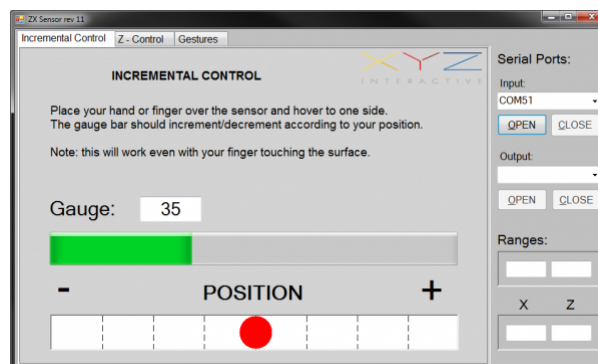 ZX Sensor rev 11
Incremental Control Z - Control Gestures
XYZ
INTERACTIVE
INCREMENTAL CONTROL
Place your hand or finger over the sensor and hover to one side.
The gauge bar should increment/decrement according to your position.
Note: this will work even with your finger touching the surface.
Gauge: 35
- POSITION +
Serial Ports:
Input:
COM51
OPEN CLOSE
Output:
OPEN CLOSE
Ranges:
X Z